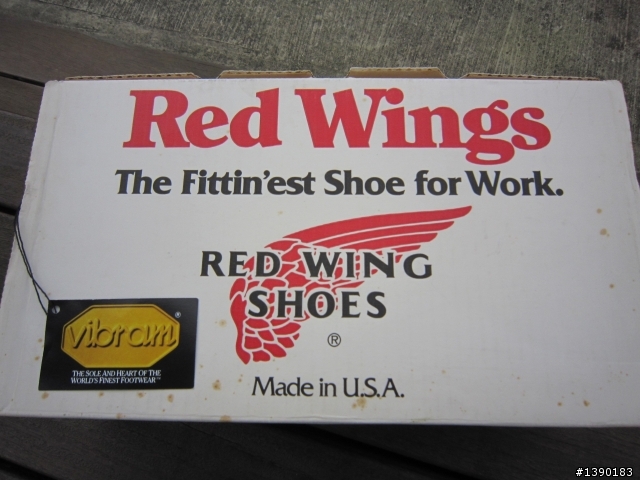 Red Wings
The Fittin'est Shoe for Work.
RED WING
SHOES
®
Made in U.S.A.
vibram®
THE SOLE AND HEART OF THE
WORLD'S FINEST FOOTWEAR™
#1390183